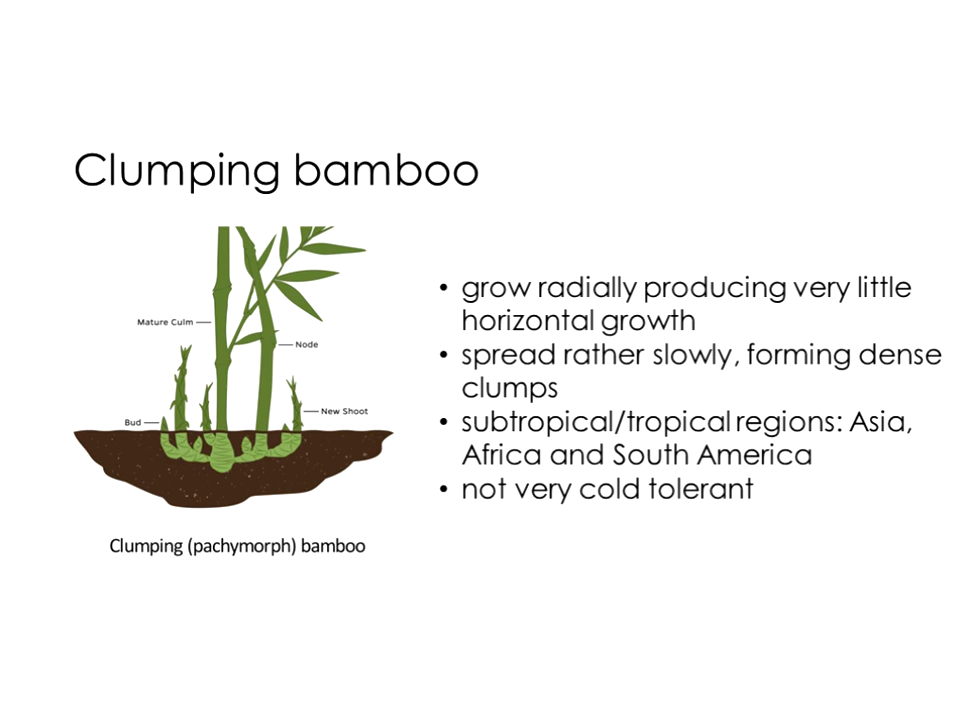 Clumping bamboo
Mature Culm
Node
New Shoot
Bud
Clumping (pachymorph) bamboo
• grow radially producing very little
horizontal growth
• spread rather slowly, forming dense
clumps
• subtropical/tropical regions: Asia,
Africa and South America
• not very cold tolerant